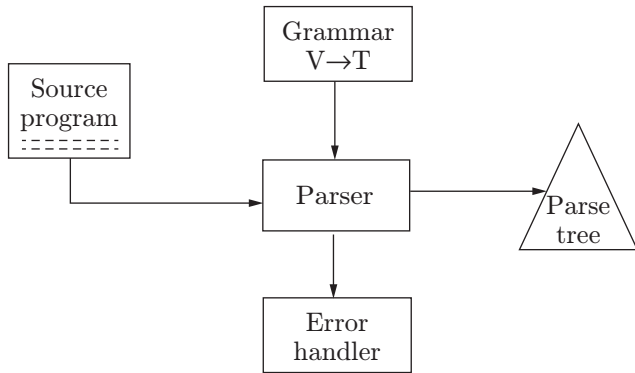 Grammar
V→T
Source
program
Parser
Parse
tree
Error
handler